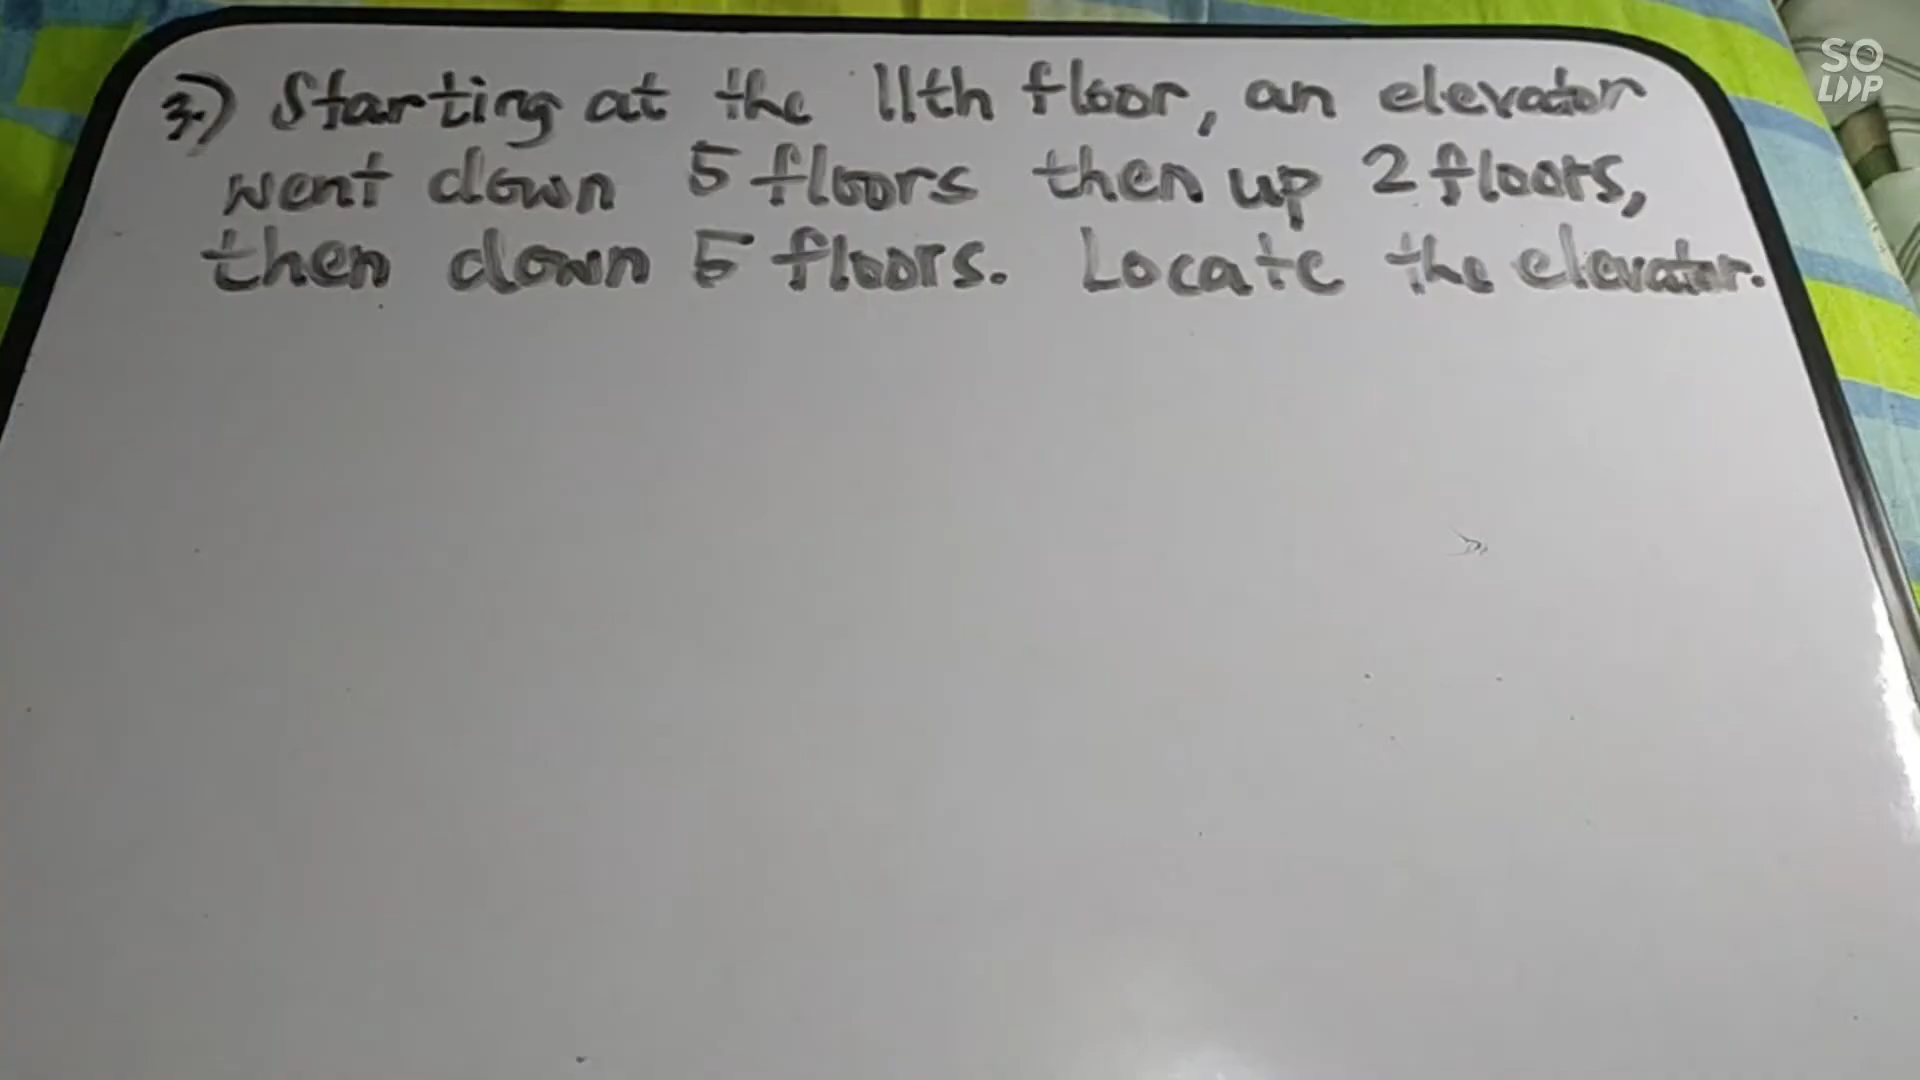 3.) Starting at the 11th floor, an elevator
went down 5 floors then up 2 floors,
then down 5 floors. Locate the elevator.
SO
LOOP